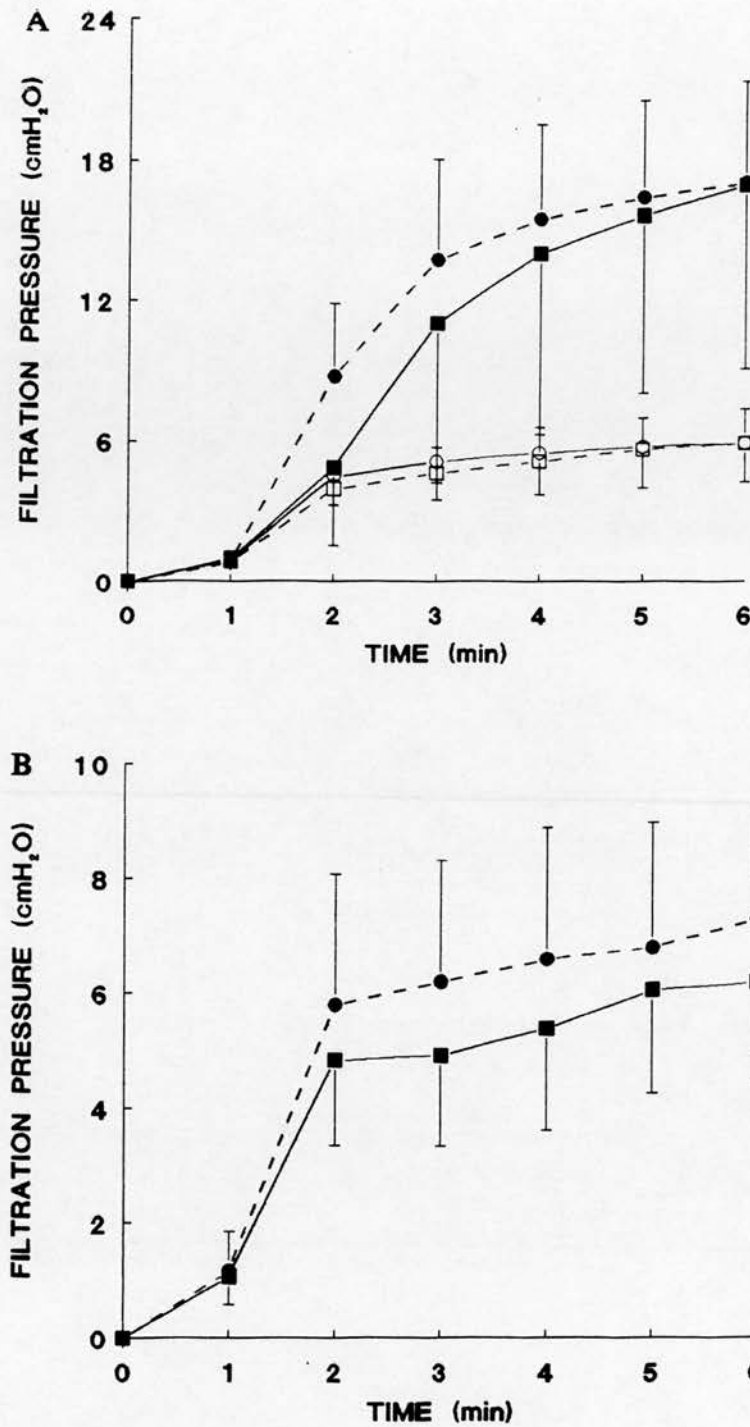 A
FILTRATION PRESSURE (cmH₂O)
24
18
12
6
0
0 1 2 3 4 5 6
TIME (min)
B
FILTRATION PRESSURE (cmH₂O)
10
8
6
4
2
0
0 1 2 3 4 5 6
TIME (min)